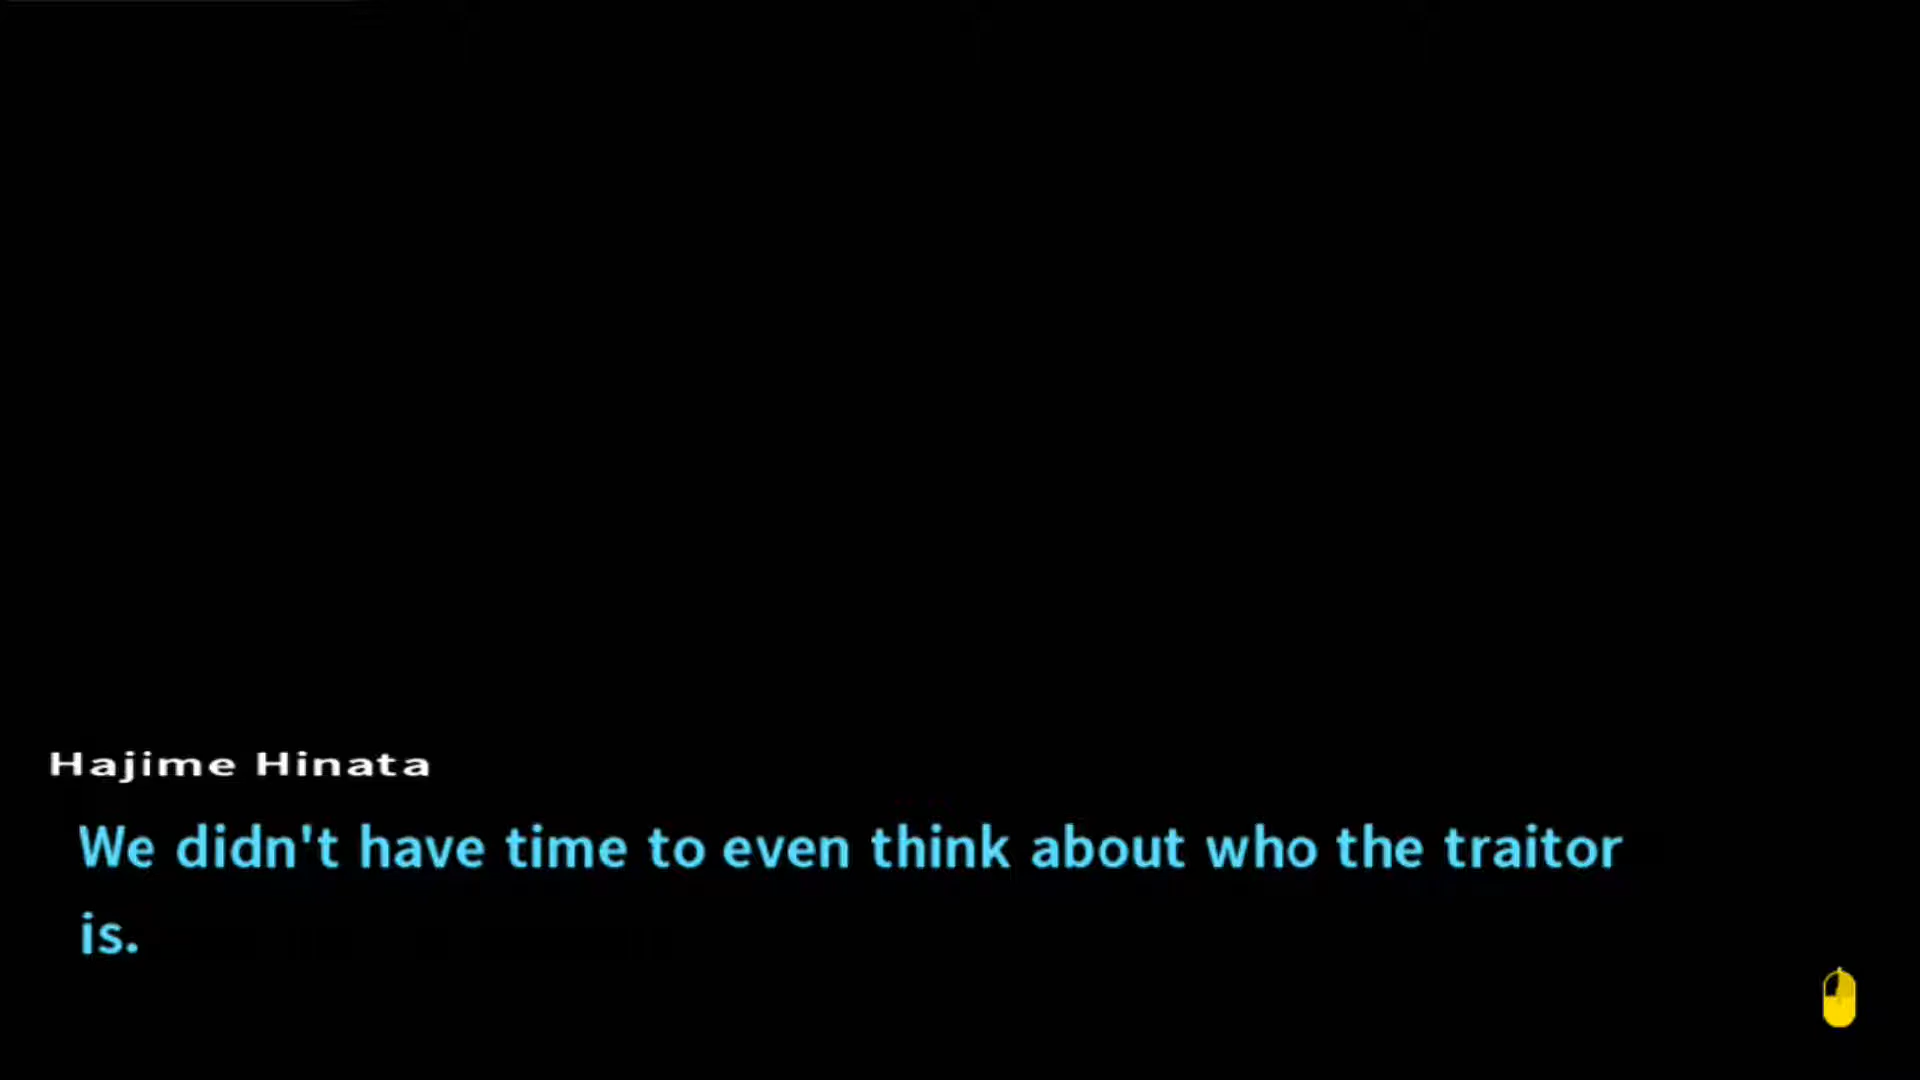 Hajime Hinata
We didn't have time to even think about who the traitor
is.